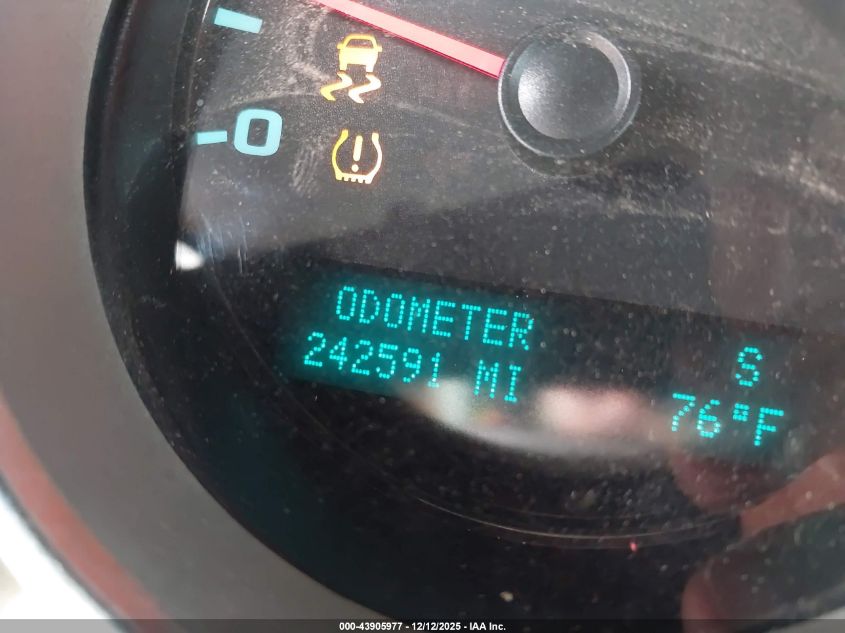 0
ODOMETER
242591 MI
S
76°F
000-43905977 - 12/12/2025 - IAA Inc.